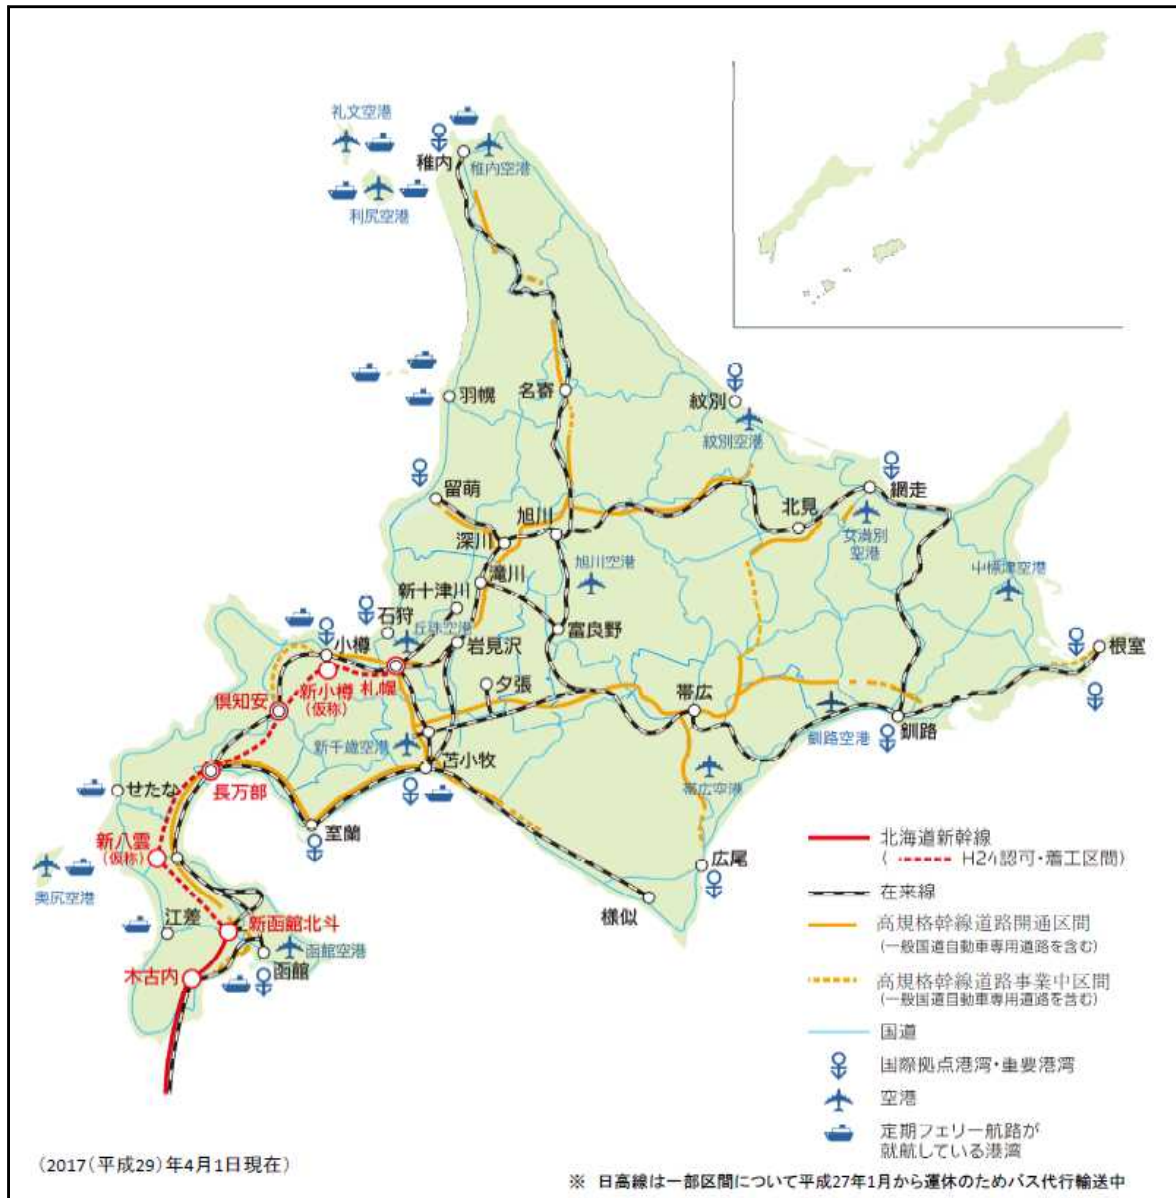 礼文空港
稚内
稚内空港
利尻空港
羽幌
名寄
紋別
紋別空港
留萌
旭川
北見
網走
女満別
空港
深川
旭川空港
中標津空港
滝川
新十津川
石狩
丘珠空港
小樽
岩見沢
富良野
根室
新小樽
(仮称)
札幌
夕張
帯広
倶知安
新千歳空港
釧路空港
釧路
苫小牧
帯広空港
せたな
長万部
室蘭
新八雲
(仮称)
広尾
奥尻空港
様似
江差
新函館北斗
函館空港
函館
木古内
北海道新幹線
( H24認可・着工区間)
在来線
高規格幹線道路開通区間
(一般国道自動車専用道路を含む)
高規格幹線道路事業中区間
(一般国道自動車専用道路を含む)
国道
国際拠点港湾・重要港湾
空港
定期フェリー航路が
就航している港湾
(2017(平成29)年4月1日現在)
※ 日高線は一部区間について平成27年1月から運休のためバス代行輸送中